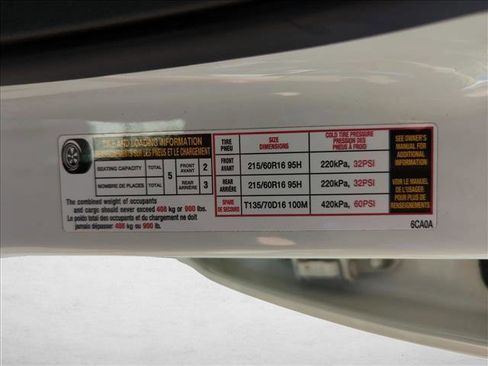 TIRE AND LOADING INFORMATION
RENSEIGNEMENTS SUR LES PNEUS ET LE CHARGEMENT
SEATING CAPACITY TOTAL 5 FRONT AVANT 2
NOMBRE DE PLACES TOTAL REAR ARRIÈRE 3
The combined weight of occupants
and cargo should never exceed 408 kg or 900 lbs.
Le poids total des occupants et du chargement ne doit
jamais dépasser 408 kg ou 900 lbs.
TIRE PNEU SIZE DIMENSIONS COLD TIRE PRESSURE PRESSION DES PNEUS À FROID
FRONT AVANT 215/60R16 95H 220kPa, 32PSI
REAR ARRIÈRE 215/60R16 95H 220kPa, 32PSI
SPARE DE SECOURS T135/70D16 100M 420kPa, 60PSI
SEE OWNER'S
MANUAL FOR
ADDITIONAL
INFORMATION
VOIR LE MANUEL
DE L'USAGER
POUR PLUS DE
RENSEIGNEMENTS
6CA0A